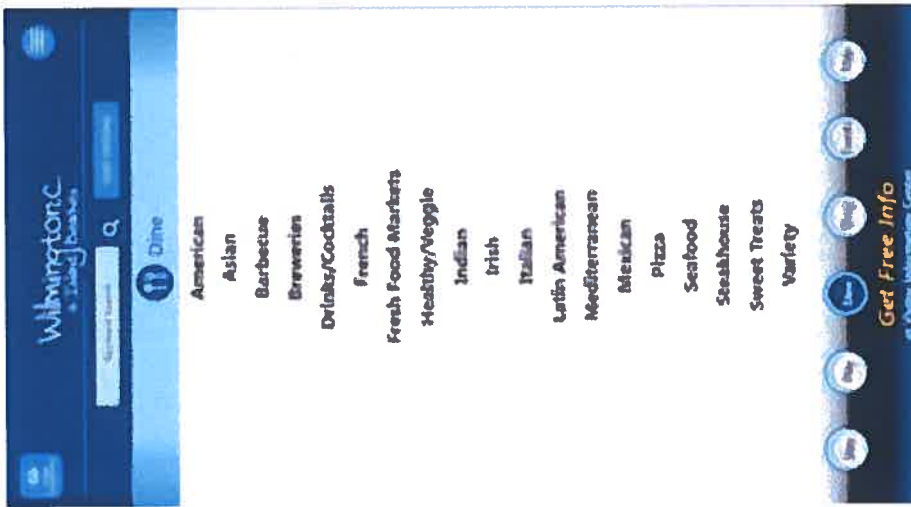 Wilmington
Dine
American
Asian
Barbecue
Breweries
Drinks/Cocktails
French
Fresh Food Markets
Healthy/Veggie
Indian
Irish
Italian
Latin American
Mediterranean
Mexican
Pizza
Seafood
Steakhouse
Sweet Treats
Variety
Get Free Info